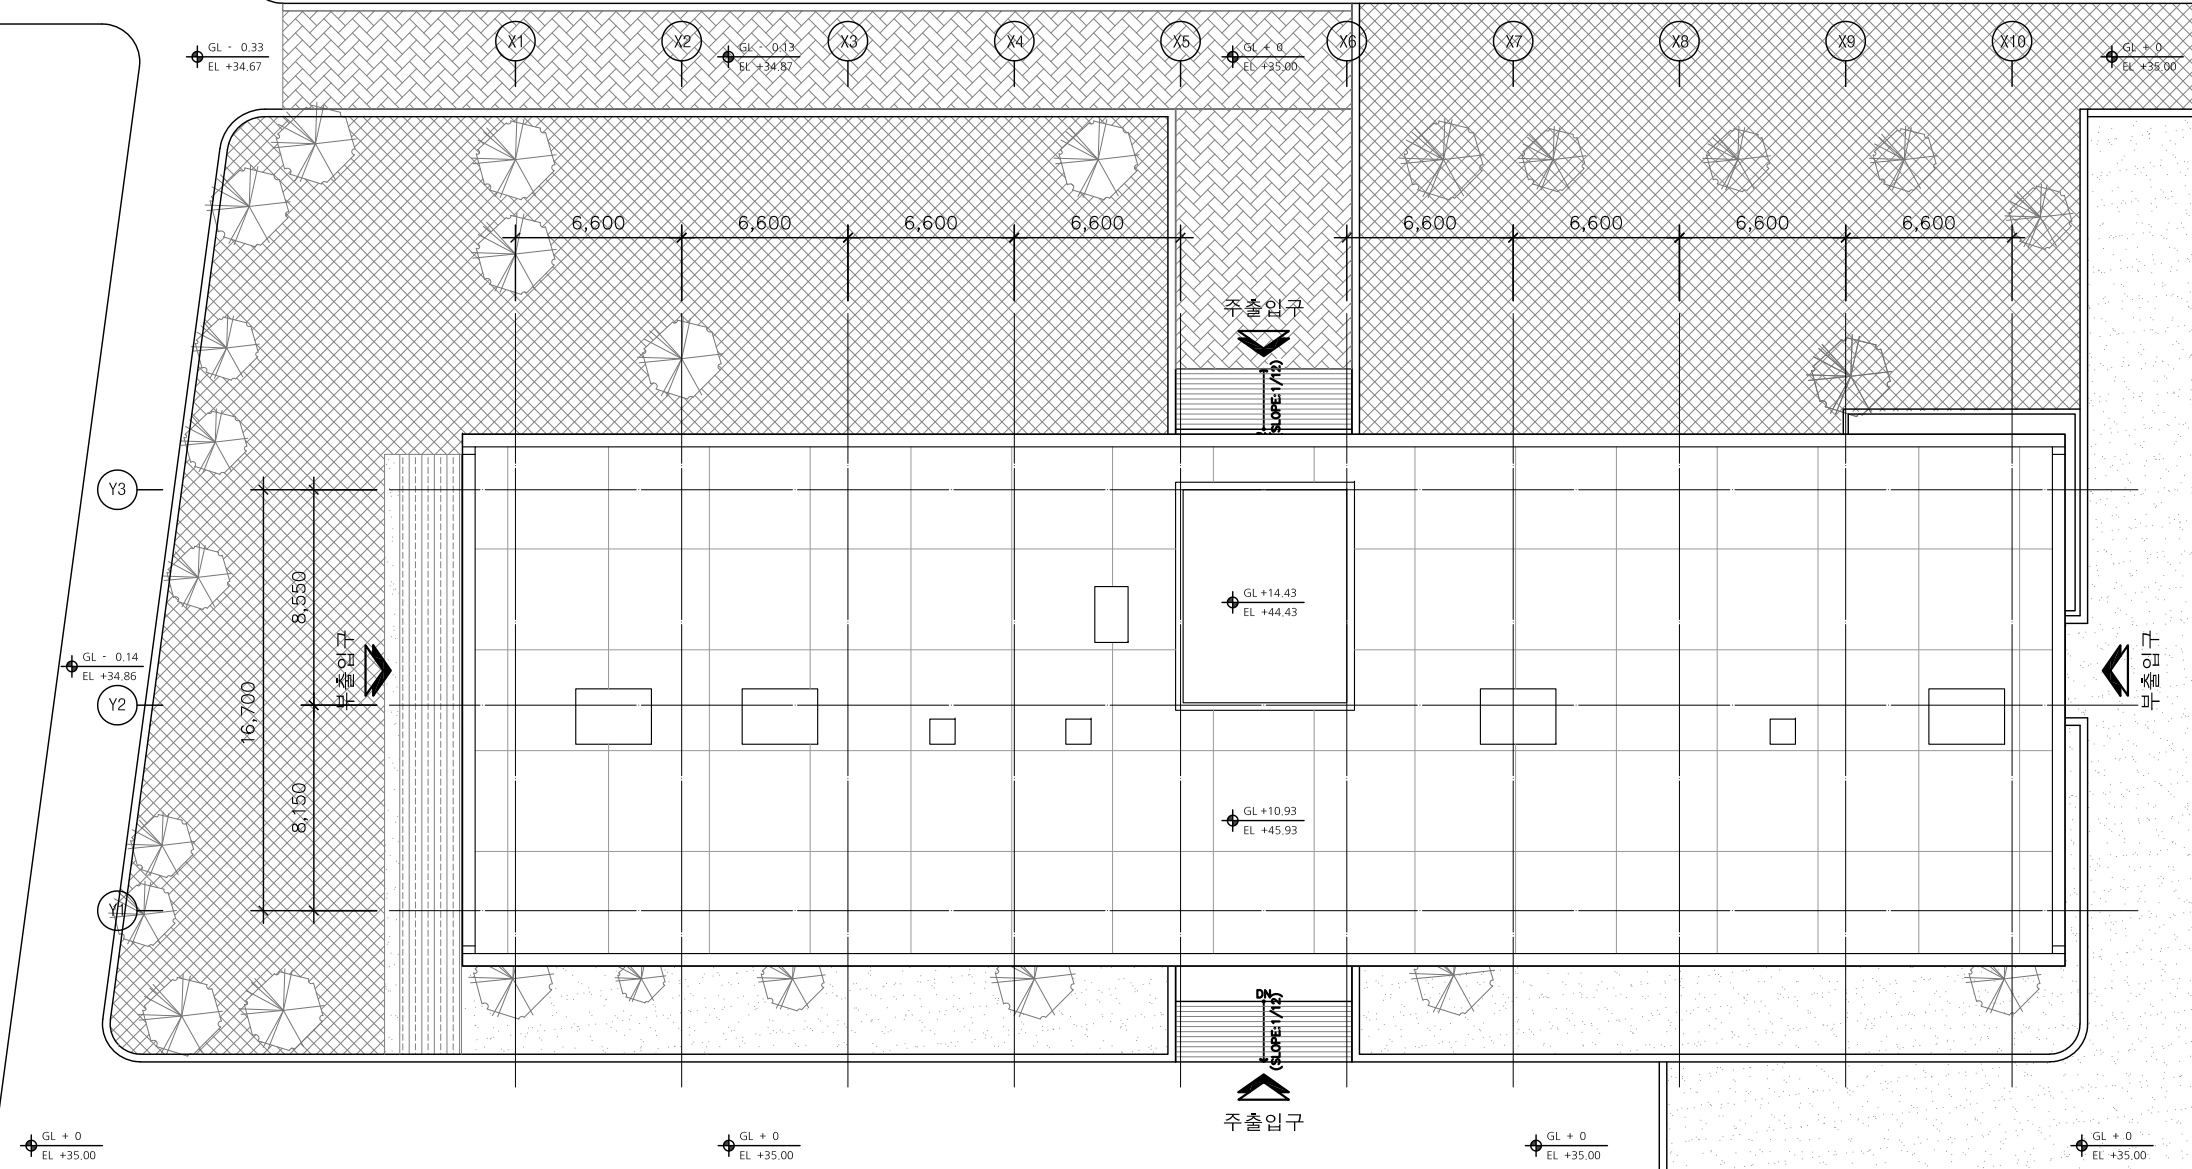 X1
X2
X3
X4
X5
X6
X7
X8
X9
X10
GL - 0.33
EL +34.67
GL - 0.13
EL +34.87
GL + 0
EL +35.00
GL + 0
EL +35.00
6,600
6,600
6,600
6,600
6,600
6,600
6,600
6,600
주출입구
(SLOPE:1/12)
Y3
8,550
GL +14.43
EL +44.43
부출입구
부출입구
GL - 0.14
EL +34.86
Y2
16,700
8,150
GL +10.93
EL +45.93
Y1
DN
(SLOPE:1/12)
주출입구
GL + 0
EL +35.00
GL + 0
EL +35.00
GL + 0
EL +35.00
GL + 0
EL +35.00